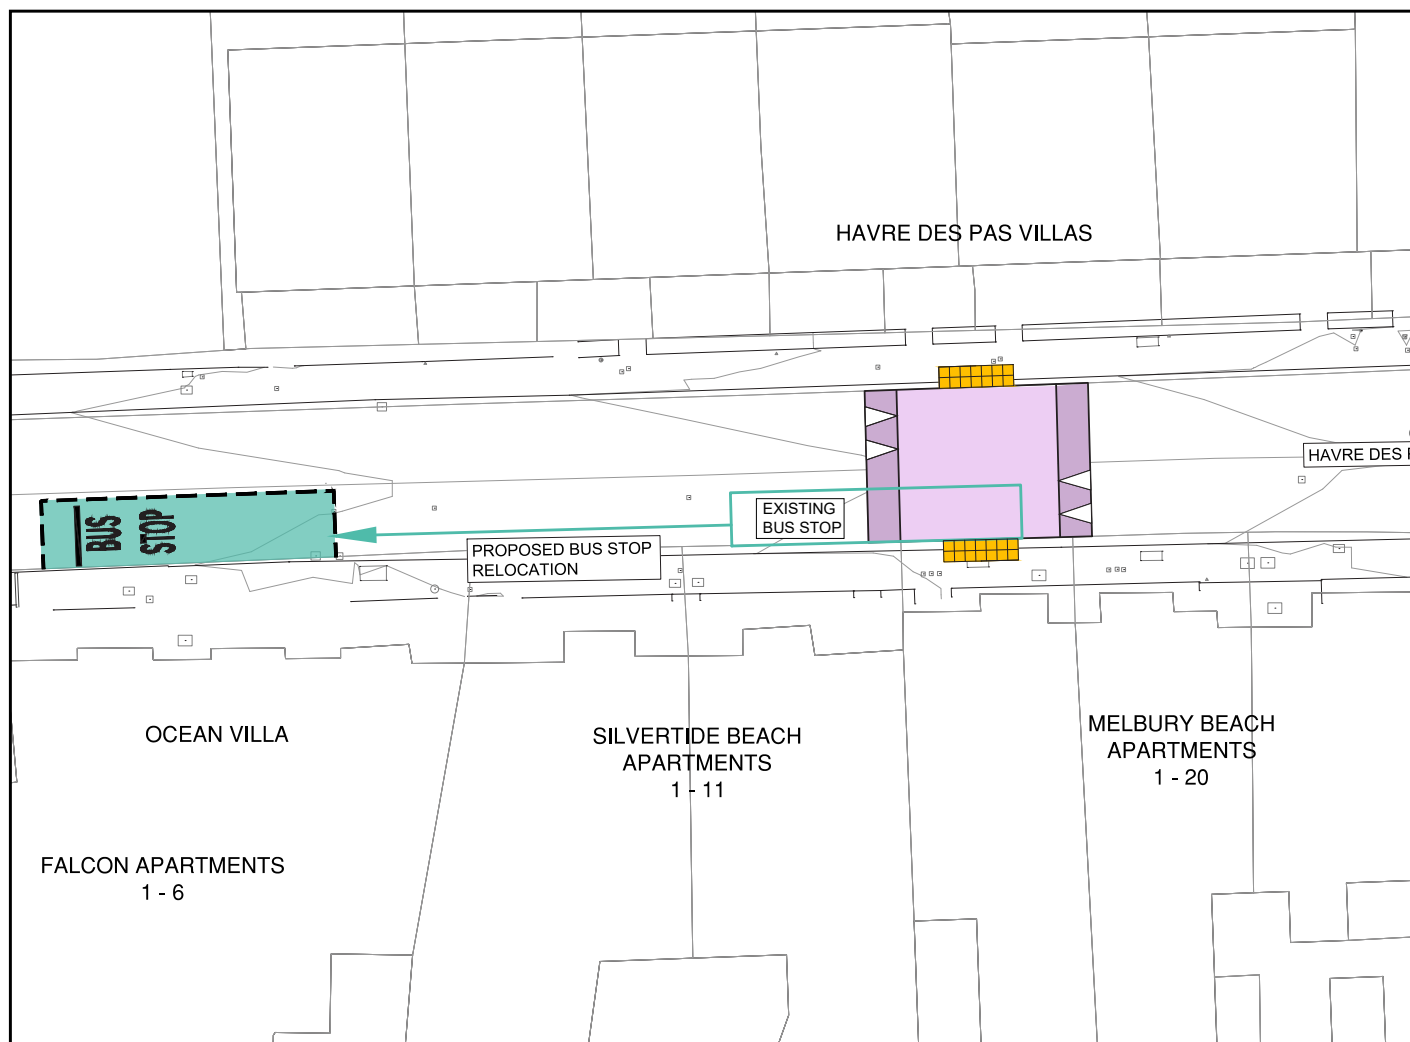 HAVRE DES PAS VILLAS
HAVRE DES
EXISTING
BUS STOP
BUS
STOP
PROPOSED BUS STOP
RELOCATION
OCEAN VILLA
SILVERTIDE BEACH
APARTMENTS
1 - 11
MELBURY BEACH
APARTMENTS
1 - 20
FALCON APARTMENTS
1 - 6